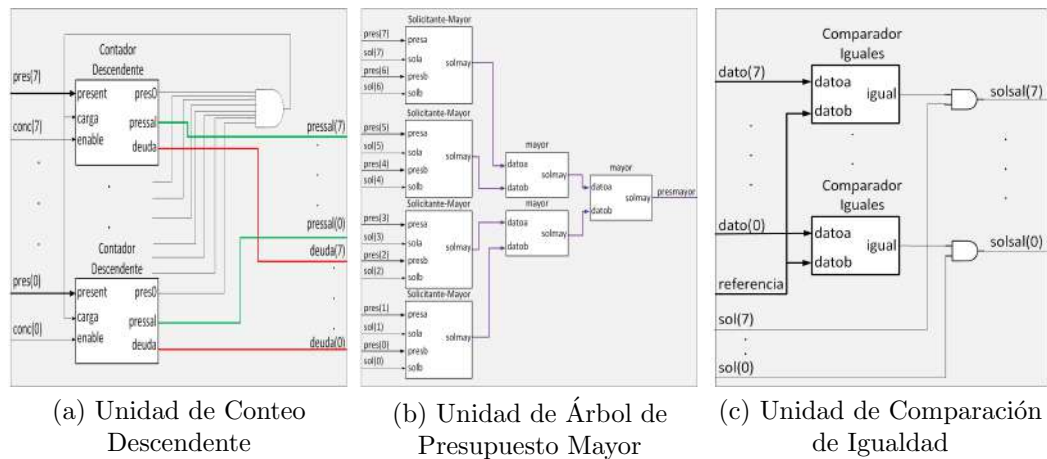 Contador
Descendente
pres(7)
present
pres0
carga
pressal
conc(7)
enable
deuda
pressal(7)
pressal(0)
deuda(7)
Contador
Descendente
pres(0)
present
pres0
carga
pressal
conc(0)
enable
deuda
deuda(0)
(a) Unidad de Conteo
Descendente
Solicitante-Mayor
pres(7)
presa
sol(7)
sola
solmay
pres(6)
presb
sol(6)
solb
Solicitante-Mayor
pres(5)
presa
sol(5)
sola
solmay
pres(4)
presb
sol(4)
solb
Solicitante-Mayor
pres(3)
presa
sol(3)
sola
solmay
pres(2)
presb
sol(2)
solb
Solicitante-Mayor
pres(1)
presa
sol(1)
sola
solmay
pres(0)
presb
sol(0)
solb
mayor
datoa
solmay
datob
mayor
datoa
solmay
datob
mayor
datoa
solmay
datob
presmayor
(b) Unidad de Árbol de
Presupuesto Mayor
Comparador
Iguales
dato(7)
datoa
igual
datob
solsal(7)
Comparador
Iguales
dato(0)
datoa
igual
datob
solsal(0)
referencia
sol(7)
sol(0)
(c) Unidad de Comparación
de Igualdad